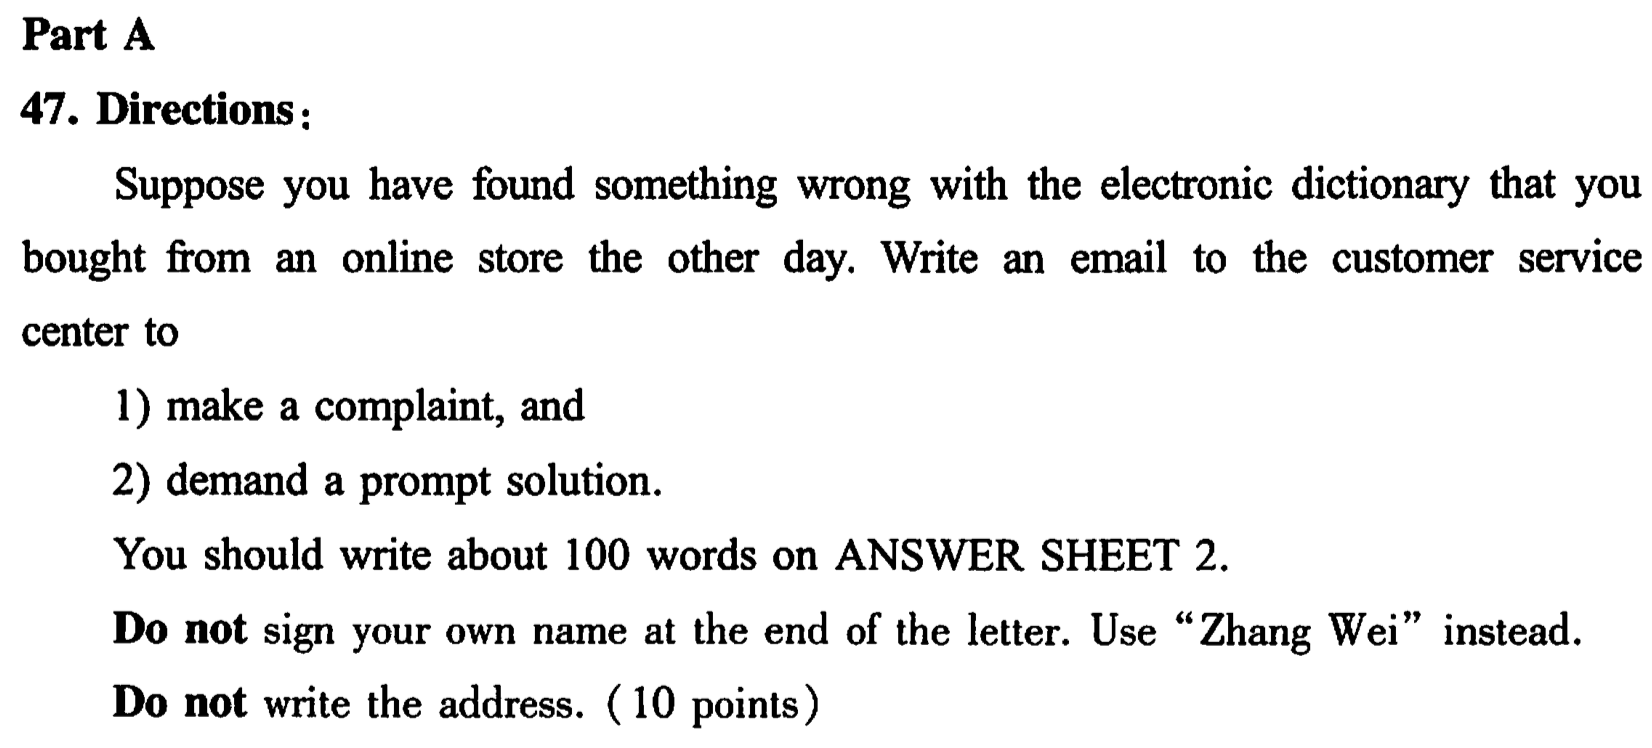 Part A
47. Directions:
Suppose you have found something wrong with the electronic dictionary that you
bought from an online store the other day. Write an email to the customer service
center to
1) make a complaint, and
2) demand a prompt solution.
You should write about 100 words on ANSWER SHEET 2.
Do not sign your own name at the end of the letter. Use “Zhang Wei” instead.
Do not write the address. (10 points)